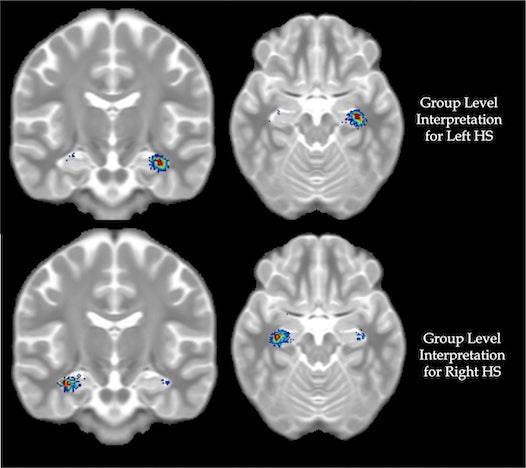 Group Level
Interpretation
for Left HS
Group Level
Interpretation
for Right HS